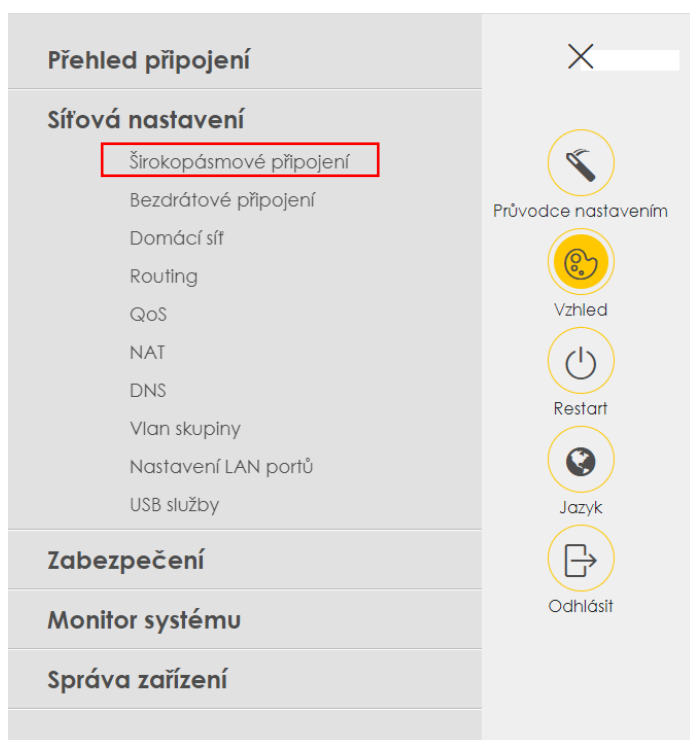 Přehled připojení
Síťová nastavení
Širokopásmové připojení
Bezdrátové připojení
Domácí síť
Routing
QoS
NAT
DNS
Vlan skupiny
Nastavení LAN portů
USB služby
Zabezpečení
Monitor systému
Správa zařízení
Průvodce nastavením
Vzhled
Restart
Jazyk
Odhlásit